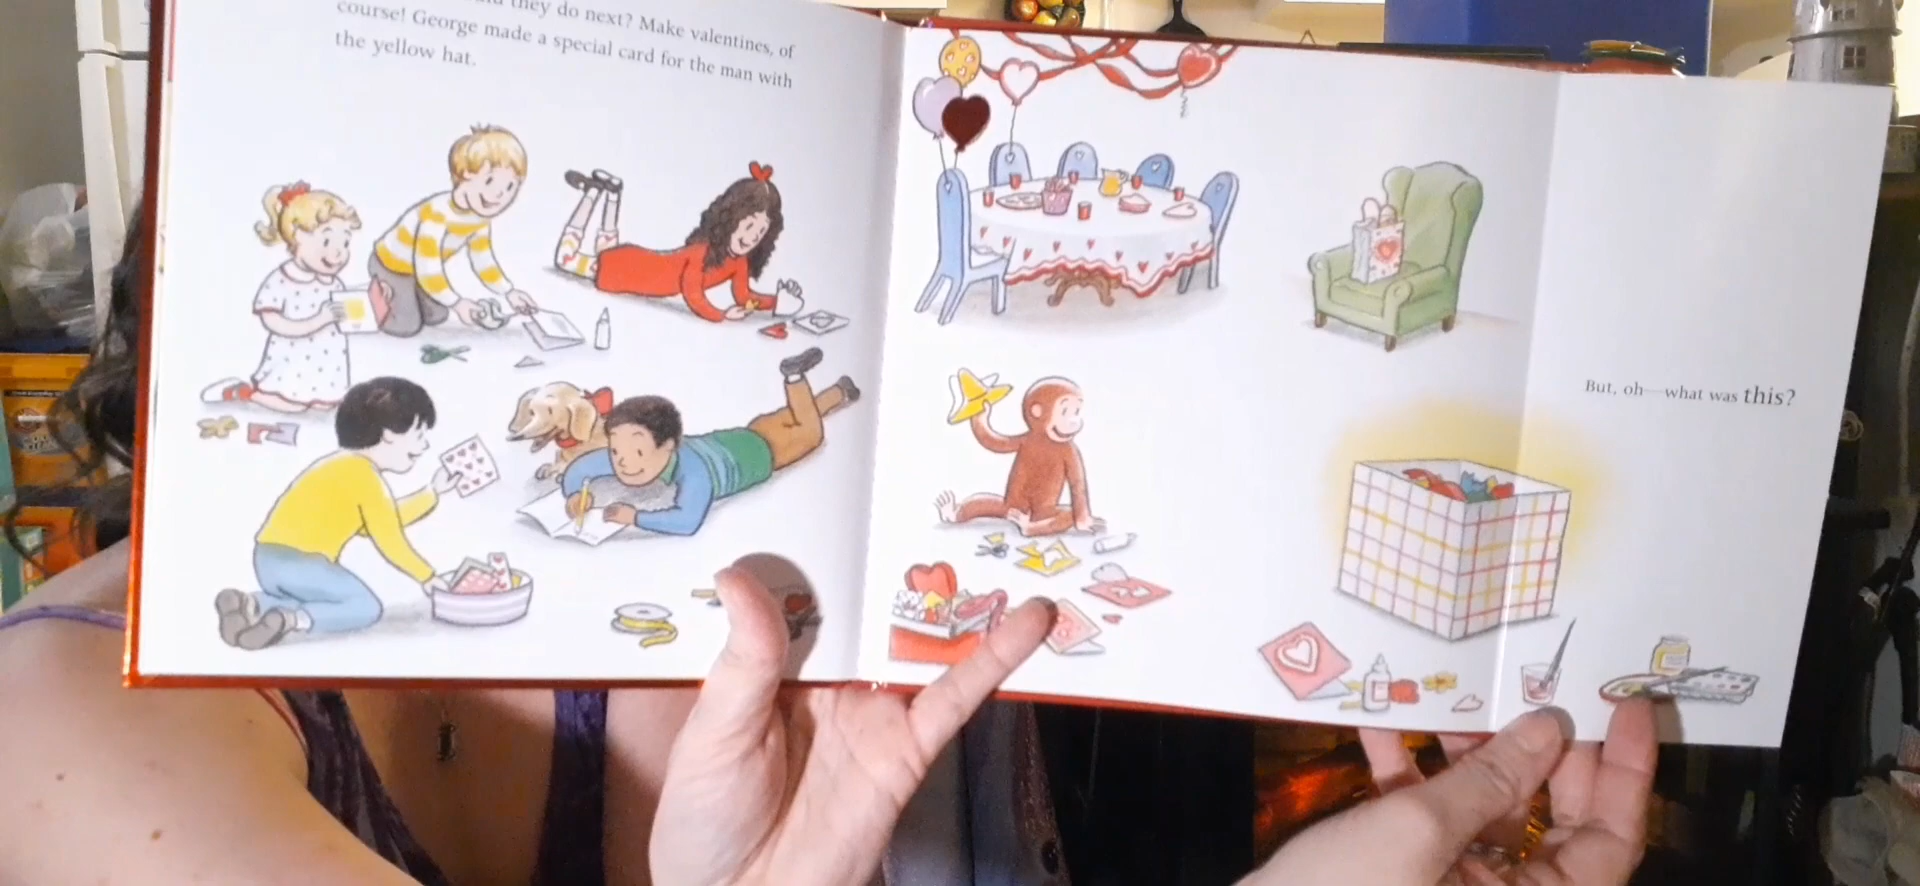 they do next? Make valentines, of
course! George made a special card for the man with
the yellow hat.
But, oh—what was this?